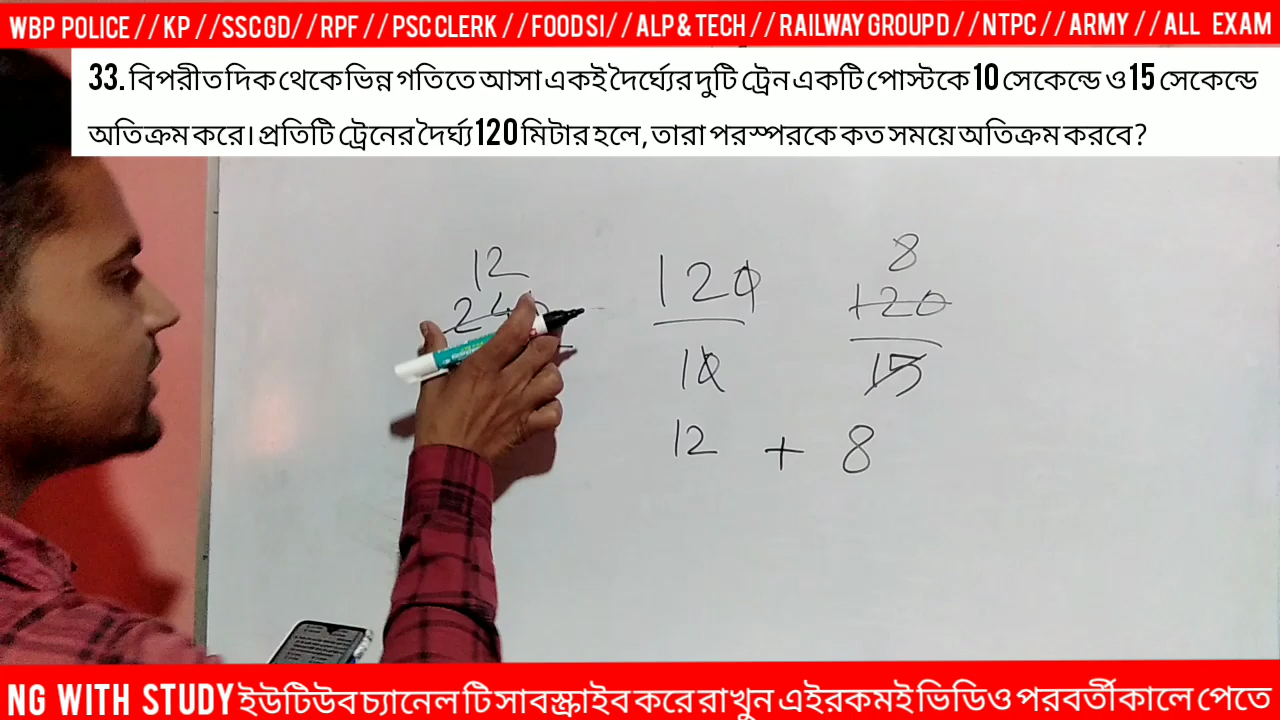 WBP POLICE // KP // SSC GD // RPF // PSC CLERK // FOOD SI // ALP & TECH // RAILWAY GROUP D // NTPC // ARMY // ALL EXAM
33. বিপরীত দিক থেকে ভিন্ন গতিতে আসা একই দৈর্ঘ্যের দুটি ট্রেন একটি পোস্টকে 10 সেকেন্ডে ও 15 সেকেন্ডে
অতিক্রম করে। প্রতিটি ট্রেনের দৈর্ঘ্য 120 মিটার হলে, তারা পরস্পরকে কত সময়ে অতিক্রম করবে?
12 8
120 120
10 15
12 + 8
NG WITH STUDY ইউটিউব চ্যানেল টি সাবস্ক্রাইব করে রাখুন এইরকমই ভিডিও পরবর্তীকালে পেতে